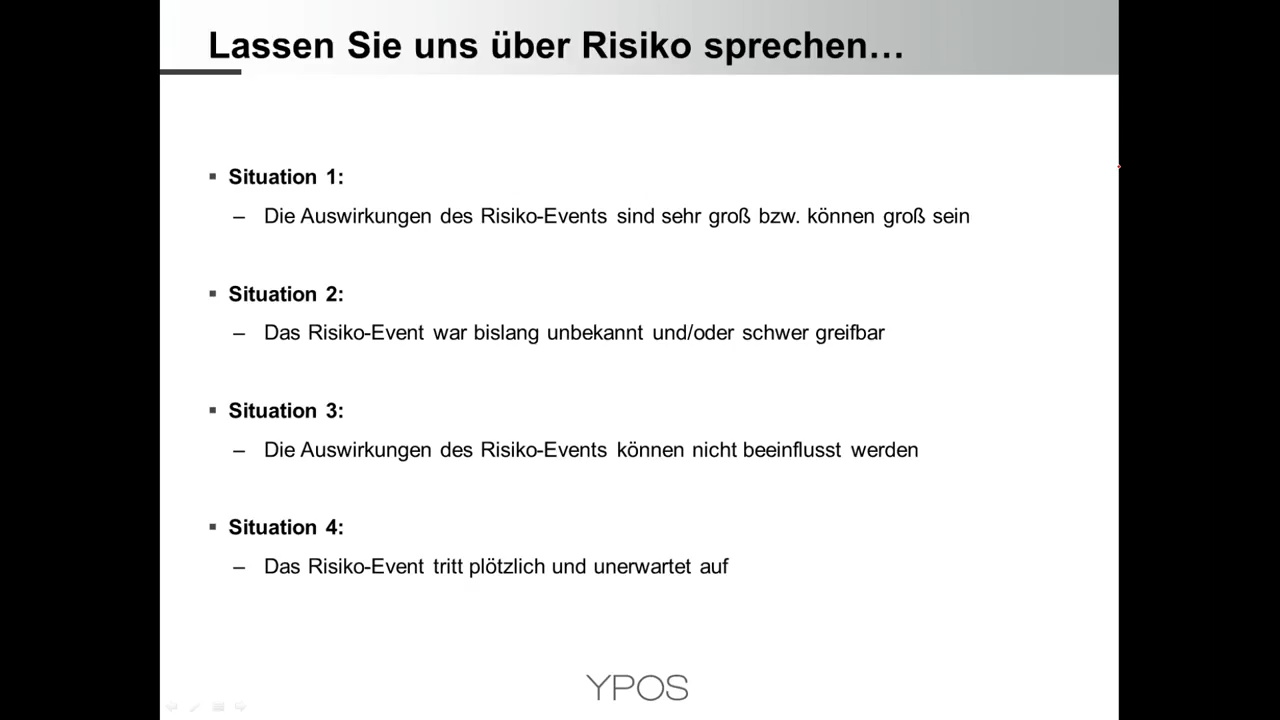 Lassen Sie uns über Risiko sprechen…
▪ Situation 1:
– Die Auswirkungen des Risiko-Events sind sehr groß bzw. können groß sein
▪ Situation 2:
– Das Risiko-Event war bislang unbekannt und/oder schwer greifbar
▪ Situation 3:
– Die Auswirkungen des Risiko-Events können nicht beeinflusst werden
▪ Situation 4:
– Das Risiko-Event tritt plötzlich und unerwartet auf
YPOS